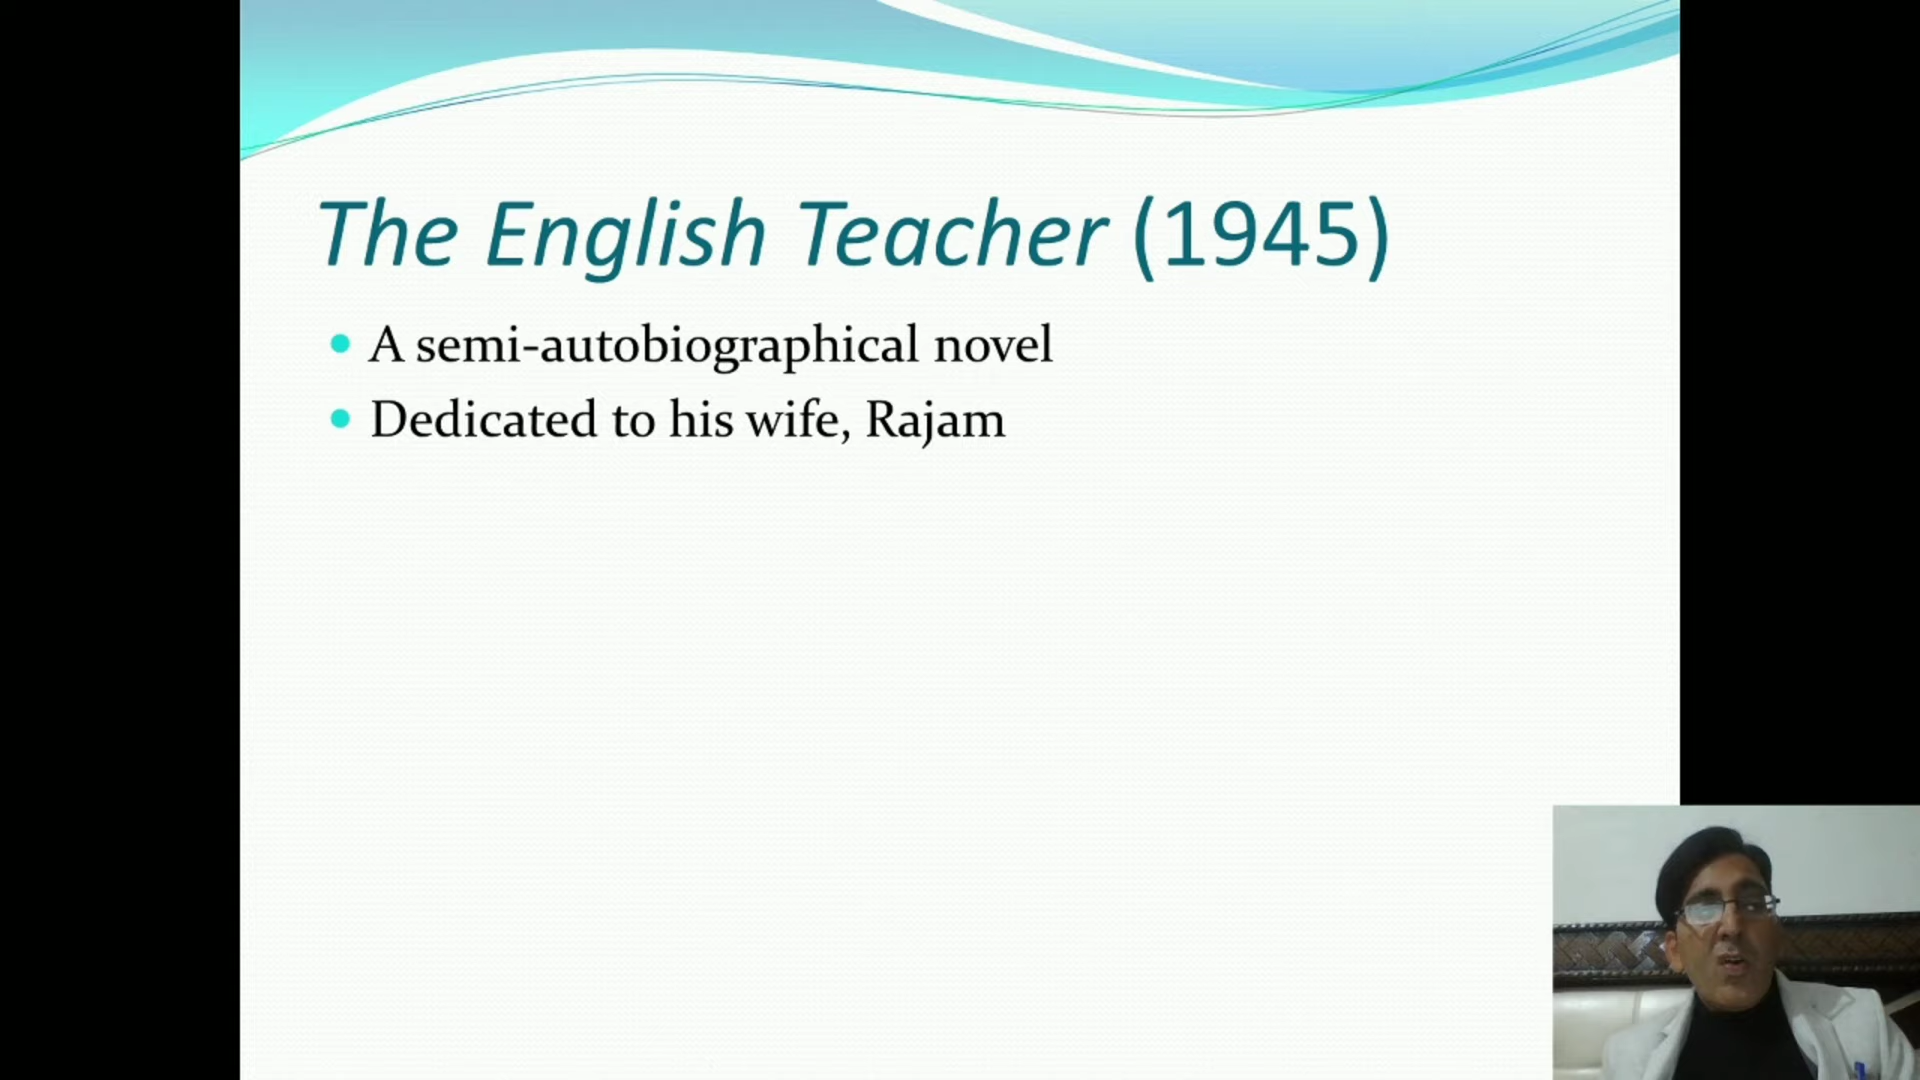 The English Teacher (1945)
A semi-autobiographical novel
Dedicated to his wife, Rajam